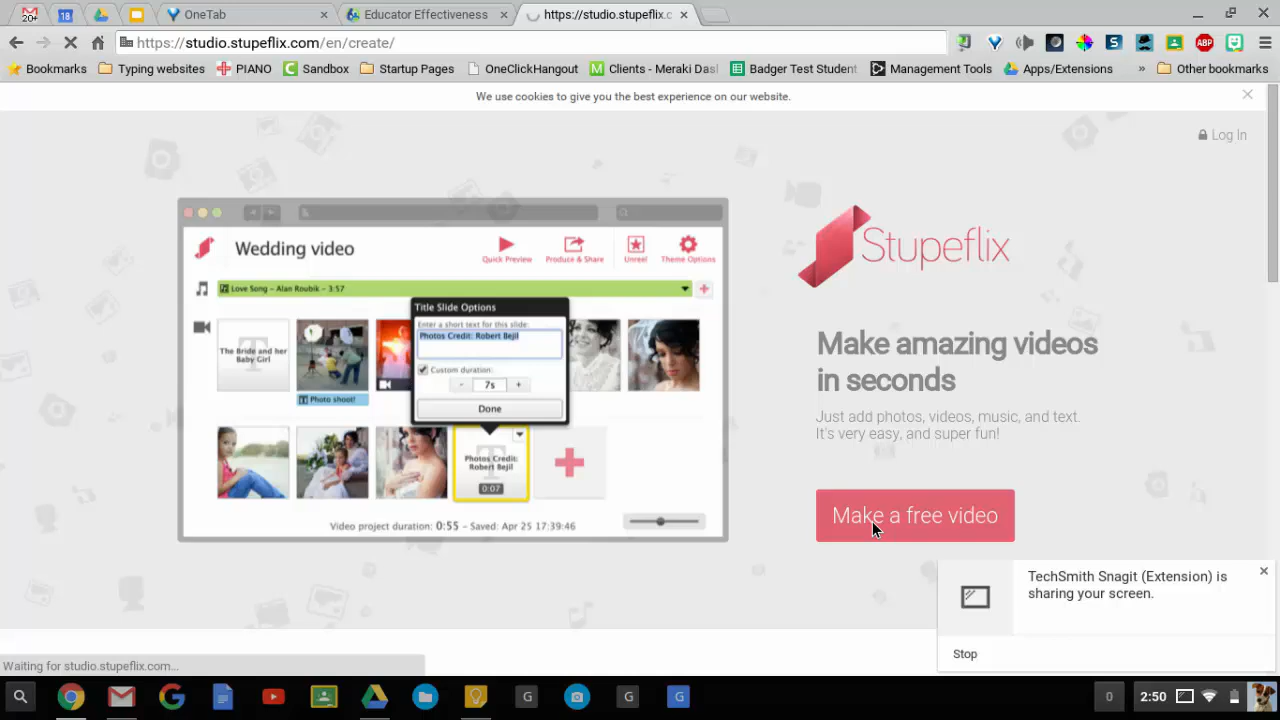 20+
18
OneTab
Educator Effectiveness
https://studio.stupeflix.c
https://studio.stupeflix.com/en/create/
S
ABP
Bookmarks
Typing websites
PIANO
Sandbox
Startup Pages
OneClickHangout
Clients - Meraki Das
Badger Test Student
Management Tools
Apps/Extensions
»
Other bookmarks
We use cookies to give you the best experience on our website.
Log In
Wedding video
Quick Preview
Produce & Share
Unreel
Theme Options
Love Song – Alan Roubik – 3:57
Title Slide Options
Enter a short text for this slide:
Photos Credit: Robert Bejil
Custom duration:
- 7s +
Done
The Bride and her
Baby Girl
Photo shoot!
Photos Credit:
Robert Bejil
0:07
Video project duration: 0:55 – Saved: Apr 25 17:39:46
Stupeflix
Make amazing videos
in seconds
Just add photos, videos, music, and text.
It's very easy, and super fun!
Make a free video
TechSmith Snagit (Extension) is
sharing your screen.
Stop
Waiting for studio.stupeflix.com...
G
G
G
0
2:50